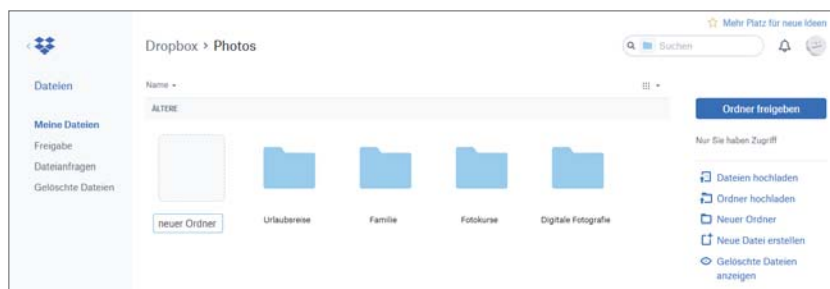 Mehr Platz für neue Ideen
Dropbox > Photos
Suchen
Dateien
Meine Dateien
Freigabe
Dateianfragen
Gelöschte Dateien
Name
ÄLTERE
neuer Ordner
Urlaubsreise
Familie
Fotokurse
Digitale Fotografie
Ordner freigeben
Nur Sie haben Zugriff
Dateien hochladen
Ordner hochladen
Neuer Ordner
Neue Datei erstellen
Gelöschte Dateien
anzeigen